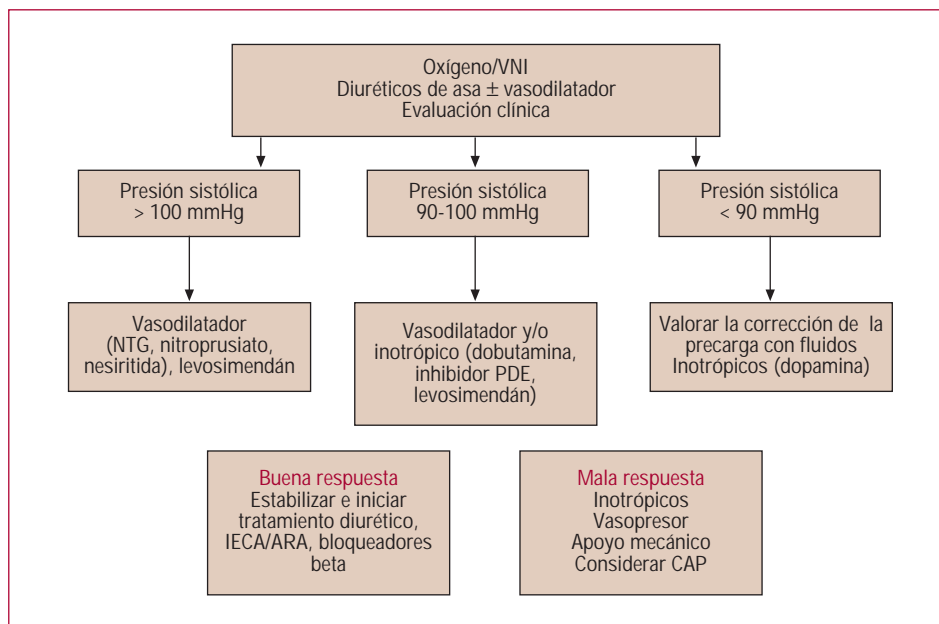 Oxígeno/VNI
Diuréticos de asa ± vasodilatador
Evaluación clínica
Presión sistólica
> 100 mmHg
Presión sistólica
90-100 mmHg
Presión sistólica
< 90 mmHg
Vasodilatador
(NTG, nitroprusiato,
nesiritida), levosimendán
Vasodilatador y/o
inotrópico (dobutamina,
inhibidor PDE,
levosimendán)
Valorar la corrección de la
precarga con fluidos
Inotrópicos (dopamina)
Buena respuesta
Estabilizar e iniciar
tratamiento diurético,
IECA/ARA, bloqueadores
beta
Mala respuesta
Inotrópicos
Vasopresor
Apoyo mecánico
Considerar CAP